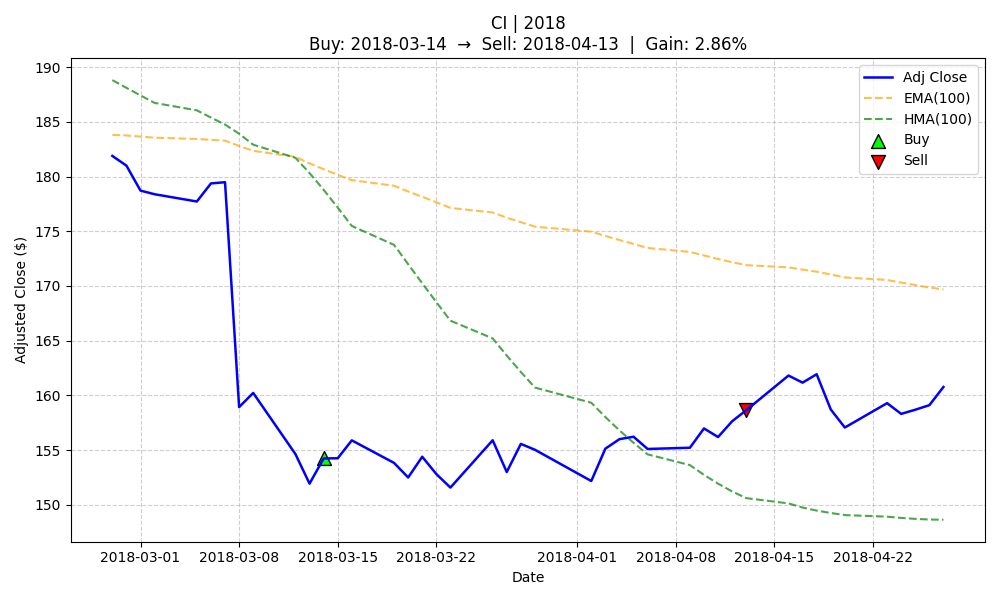 CI | 2018
Buy: 2018-03-14 → Sell: 2018-04-13 | Gain: 2.86%
Adj Close
EMA(100)
HMA(100)
Buy
Sell
Adjusted Close ($)
190
185
180
175
170
165
160
155
150
2018-03-01
2018-03-08
2018-03-15
2018-03-22
2018-04-01
2018-04-08
2018-04-15
2018-04-22
Date